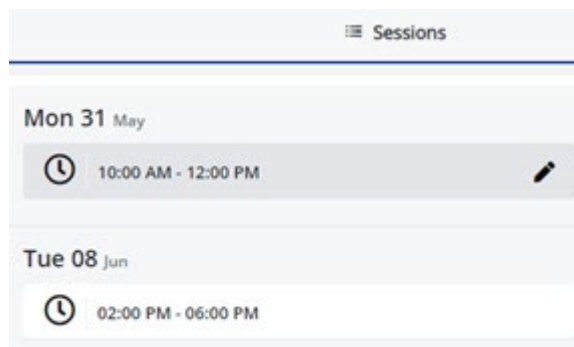 Sessions
Mon 31 May
10:00 AM - 12:00 PM
Tue 08 Jun
02:00 PM - 06:00 PM